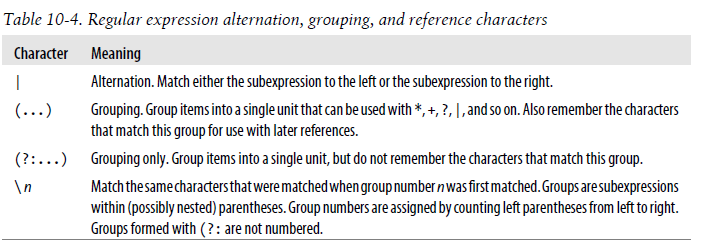 Table 10-4. Regular expression alternation, grouping, and reference characters
Character Meaning
| Alternation. Match either the subexpression to the left or the subexpression to the right.
(...) Grouping. Group items into a single unit that can be used with *, +, ?, |, and so on. Also remember the characters
that match this group for use with later references.
(?:...) Grouping only. Group items into a single unit, but do not remember the characters that match this group.
\n Match the same characters that were matched when group number n was first matched. Groups are subexpressions
within (possibly nested) parentheses. Group numbers are assigned by counting left parentheses from left to right.
Groups formed with (?: are not numbered.